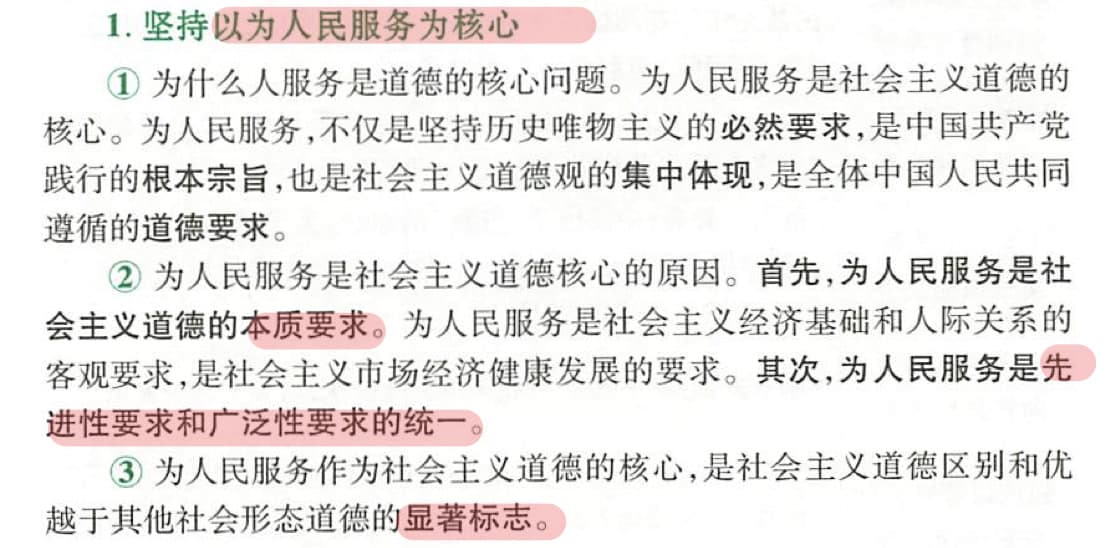 1. 坚持以为人民服务为核心
① 为什么人服务是道德的核心问题。为人民服务是社会主义道德的
核心。为人民服务,不仅是坚持历史唯物主义的必然要求,是中国共产党
践行的根本宗旨,也是社会主义道德观的集中体现,是全体中国人民共同
遵循的道德要求。
② 为人民服务是社会主义道德核心的原因。首先,为人民服务是社
会主义道德的本质要求。为人民服务是社会主义经济基础和人际关系的
客观要求,是社会主义市场经济健康发展的要求。其次,为人民服务是先
进性要求和广泛性要求的统一。
③ 为人民服务作为社会主义道德的核心,是社会主义道德区别和优
越于其他社会形态道德的显著标志。